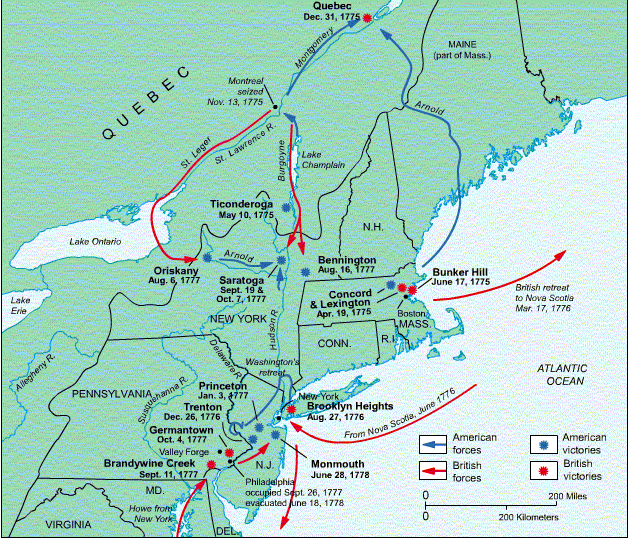 Quebec
Dec. 31, 1775
MAINE
(part of Mass.)
QUEBEC
Montgomery
Montreal
seized
Nov. 13, 1775
Arnold
St. Leger
St. Lawrence R.
Burgoyne
Lake
Champlain
Ticonderoga
May 10, 1775
N.H.
Lake Ontario
Oriskany
Aug. 6, 1777
Arnold
Saratoga
Sept. 19 &
Oct. 7, 1777
Bennington
Aug. 16, 1777
Bunker Hill
June 17, 1775
Concord
& Lexington
Apr. 19, 1775
British
retreat
to Nova Scotia
Mar. 17, 1776
Lake
Erie
NEW YORK
Hudson R.
Boston
MASS.
CONN.
R.I.
Allegheny R.
Delaware R.
Washington's
retreat
ATLANTIC
OCEAN
PENNSYLVANIA
Susquehanna R.
Princeton
Jan. 3, 1777
Trenton
Dec. 26, 1776
New York
Brooklyn Heights
Aug. 27, 1776
From Nova Scotia, June 1776
Germantown
Oct. 4, 1777
Valley Forge
Brandywine Creek
Sept. 11, 1777
N.J.
Monmouth
June 28, 1778
Philadelphia
occupied Sept. 26, 1777
evacuated June 18, 1778
MD.
Howe from
New York
VIRGINIA
DEL.
American
forces
American
victories
British
forces
British
victories
0
200 Miles
0
200 Kilometers